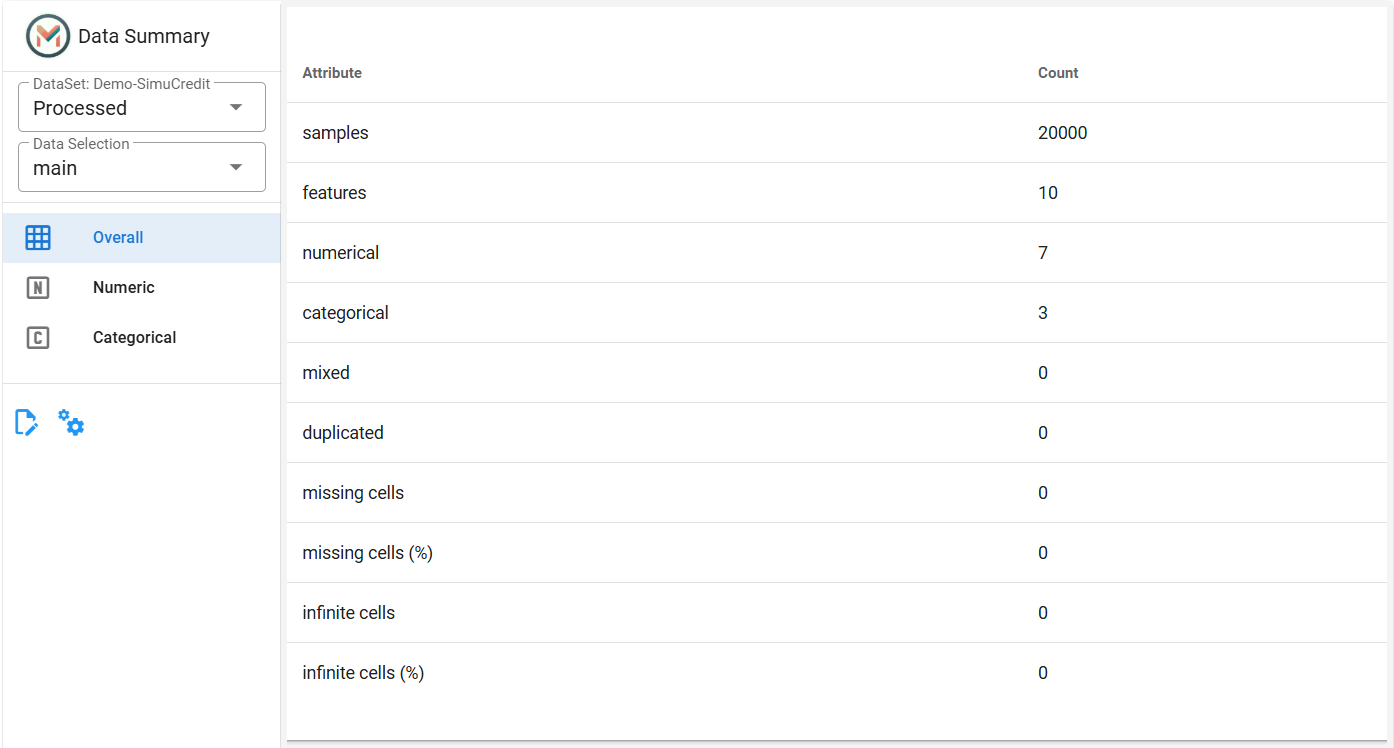 Data Summary
DataSet: Demo-SimuCredit
Processed
Data Selection
main
Overall
N Numeric
C Categorical
Attribute Count
samples 20000
features 10
numerical 7
categorical 3
mixed 0
duplicated 0
missing cells 0
missing cells (%) 0
infinite cells 0
infinite cells (%) 0